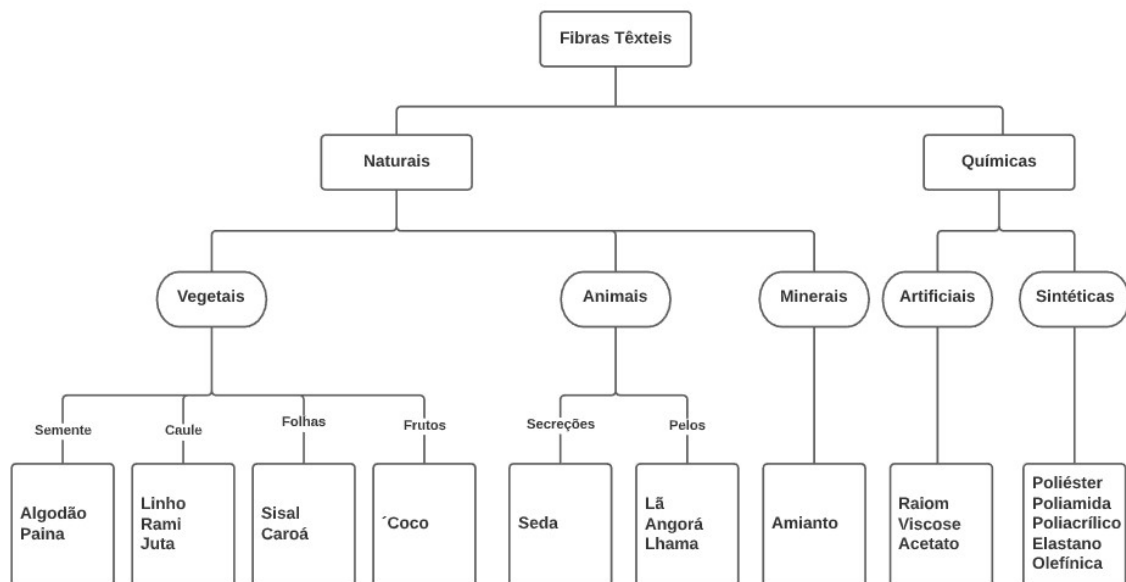 Fibras Têxteis
Naturais
Químicas
Vegetais
Animais
Minerais
Artificiais
Sintéticas
Semente
Caule
Folhas
Frutos
Secreções
Pelos
Algodão
Paina
Linho
Rami
Juta
Sisal
Caroá
´Coco
Seda
Lã
Angorá
Lhama
Amianto
Raiom
Viscose
Acetato
Poliéster
Poliamida
Poliacrílico
Elastano
Olefínica